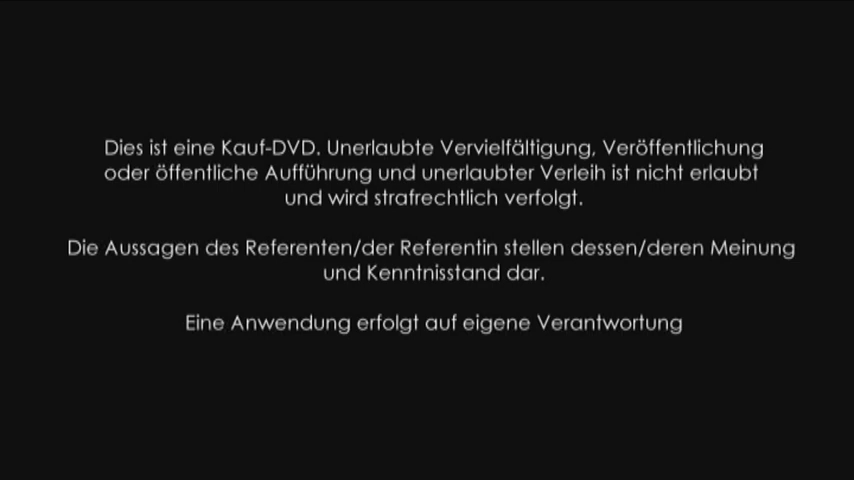 Dies ist eine Kauf-DVD. Unerlaubte Vervielfältigung, Veröffentlichung
oder öffentliche Aufführung und unerlaubter Verleih ist nicht erlaubt
und wird strafrechtlich verfolgt.
Die Aussagen des Referenten/der Referentin stellen dessen/deren Meinung
und Kenntnisstand dar.
Eine Anwendung erfolgt auf eigene Verantwortung